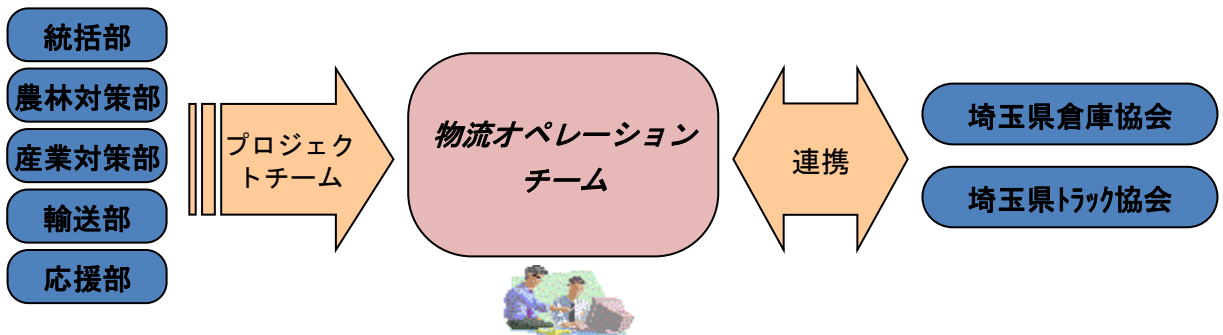 統括部
農林対策部
産業対策部
輸送部
応援部
プロジェク
トチーム
物流オペレーション
チーム
連携
埼玉県倉庫協会
埼玉県ﾄﾗｯｸ協会